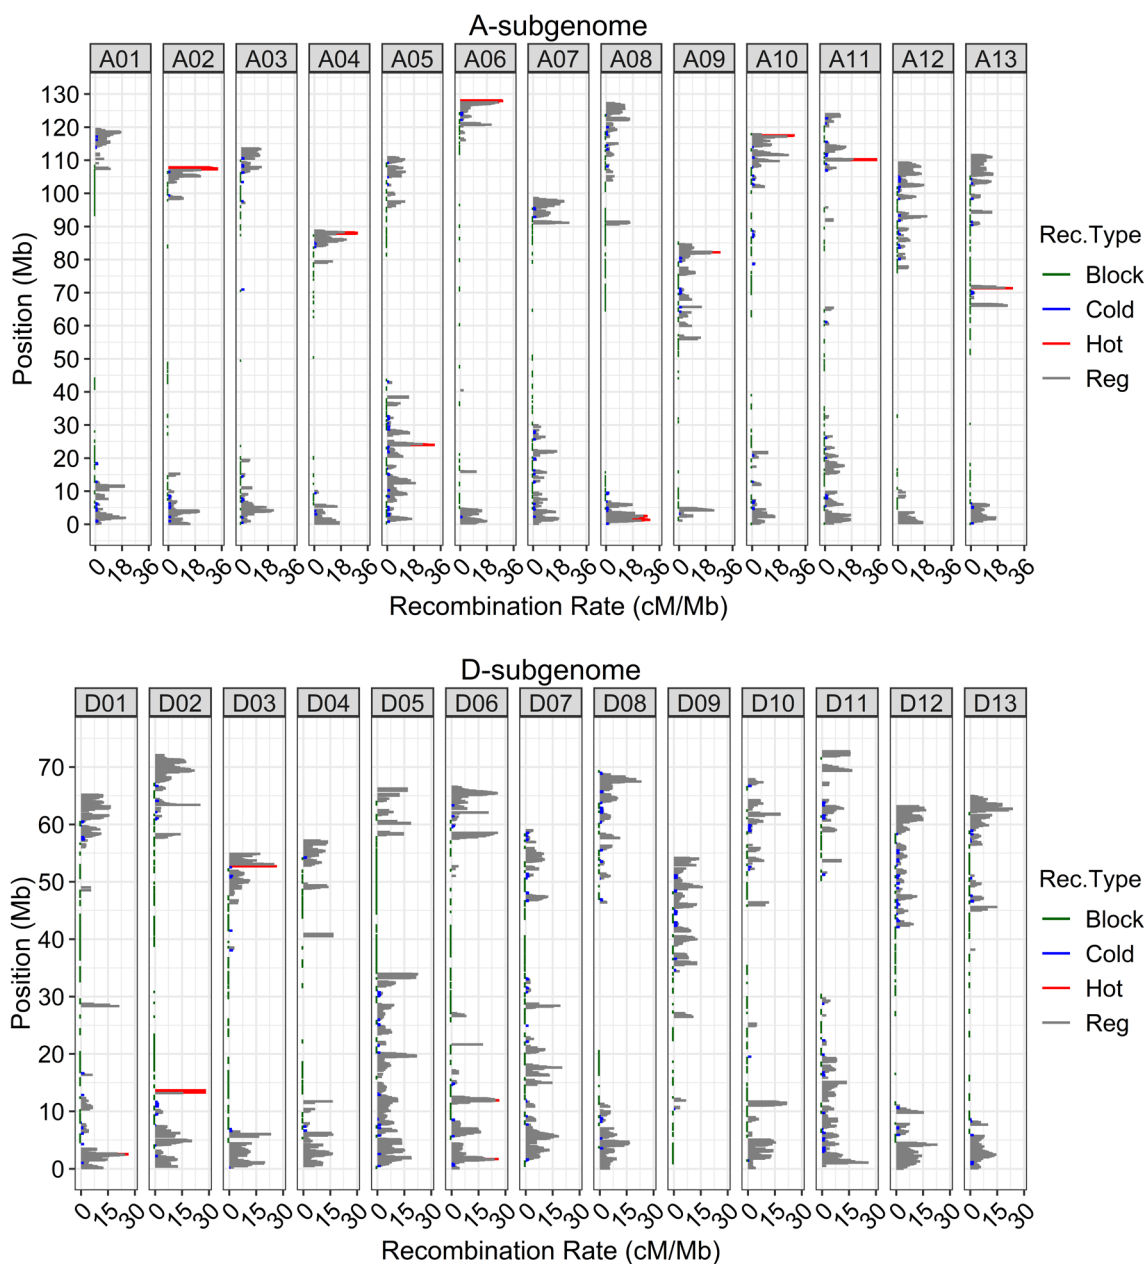 A-subgenome
A01 A02 A03 A04 A05 A06 A07 A08 A09 A10 A11 A12 A13
130
120
110
100
90
80
70
60
50
40
30
20
10
0
Position (Mb)
0 18 36 0 18 36 0 18 36 0 18 36 0 18 36 0 18 36 0 18 36 0 18 36 0 18 36 0 18 36 0 18 36 0 18 36 0 18 36
Recombination Rate (cM/Mb)
Rec.Type
Block
Cold
Hot
Reg
D-subgenome
D01 D02 D03 D04 D05 D06 D07 D08 D09 D10 D11 D12 D13
70
60
50
40
30
20
10
0
Position (Mb)
0 15 30 0 15 30 0 15 30 0 15 30 0 15 30 0 15 30 0 15 30 0 15 30 0 15 30 0 15 30 0 15 30 0 15 30 0 15 30
Recombination Rate (cM/Mb)
Rec.Type
Block
Cold
Hot
Reg